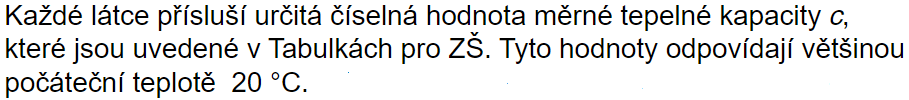 Každé látce přísluší určitá číselná hodnota měrné tepelné kapacity c,
které jsou uvedené v Tabulkách pro ZŠ. Tyto hodnoty odpovídají většinou
počáteční teplotě  20 °C.